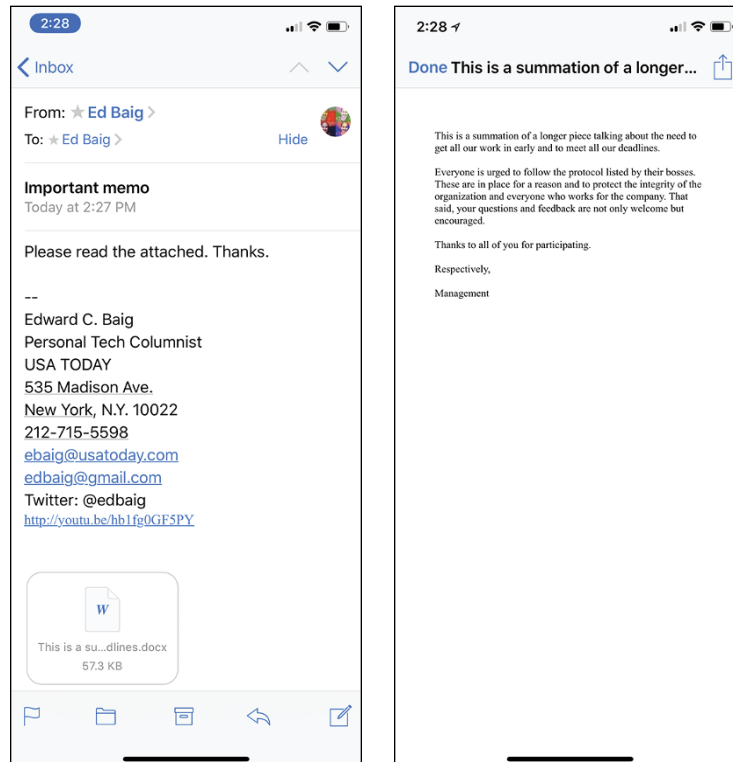 2:28
Inbox
From: Ed Baig
To: Ed Baig
Hide
Important memo
Today at 2:27 PM
Please read the attached. Thanks.
--
Edward C. Baig
Personal Tech Columnist
USA TODAY
535 Madison Ave.
New York, N.Y. 10022
212-715-5598
ebaig@usatoday.com
edbaig@gmail.com
Twitter: @edbaig
http://youtu.be/hb1fg0GF5PY
W
This is a su...dlines.docx
57.3 KB
2:28
Done This is a summation of a longer...
This is a summation of a longer piece talking about the need to
get all our work in early and to meet all our deadlines.
Everyone is urged to follow the protocol listed by their bosses.
These are in place for a reason and to protect the integrity of the
organization and everyone who works for the company. That
said, your questions and feedback are not only welcome but
encouraged.
Thanks to all of you for participating.
Respectively,
Management